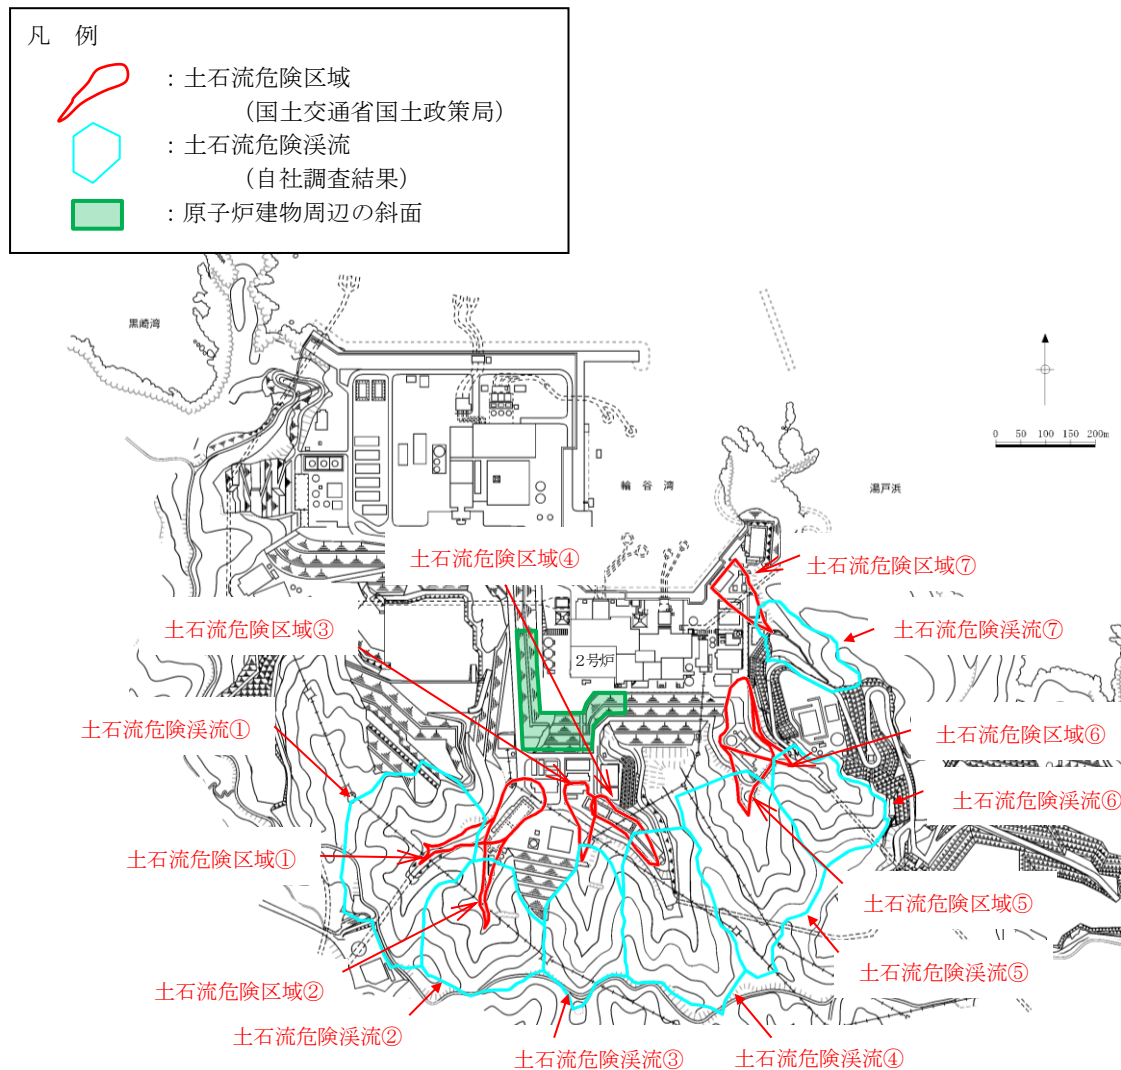 凡 例
：土石流危険区域
（国土交通省国土政策局）
：土石流危険渓流
（自社調査結果）
：原子炉建物周辺の斜面
黒崎湾
0 50 100 150 200m
輪谷湾
湯戸浜
土石流危険区域④
土石流危険区域⑦
土石流危険区域③
土石流危険渓流⑦
2号炉
土石流危険渓流①
土石流危険区域⑥
土石流危険渓流⑥
土石流危険区域①
土石流危険区域⑤
土石流危険渓流⑤
土石流危険区域②
土石流危険渓流②
土石流危険渓流③
土石流危険渓流④